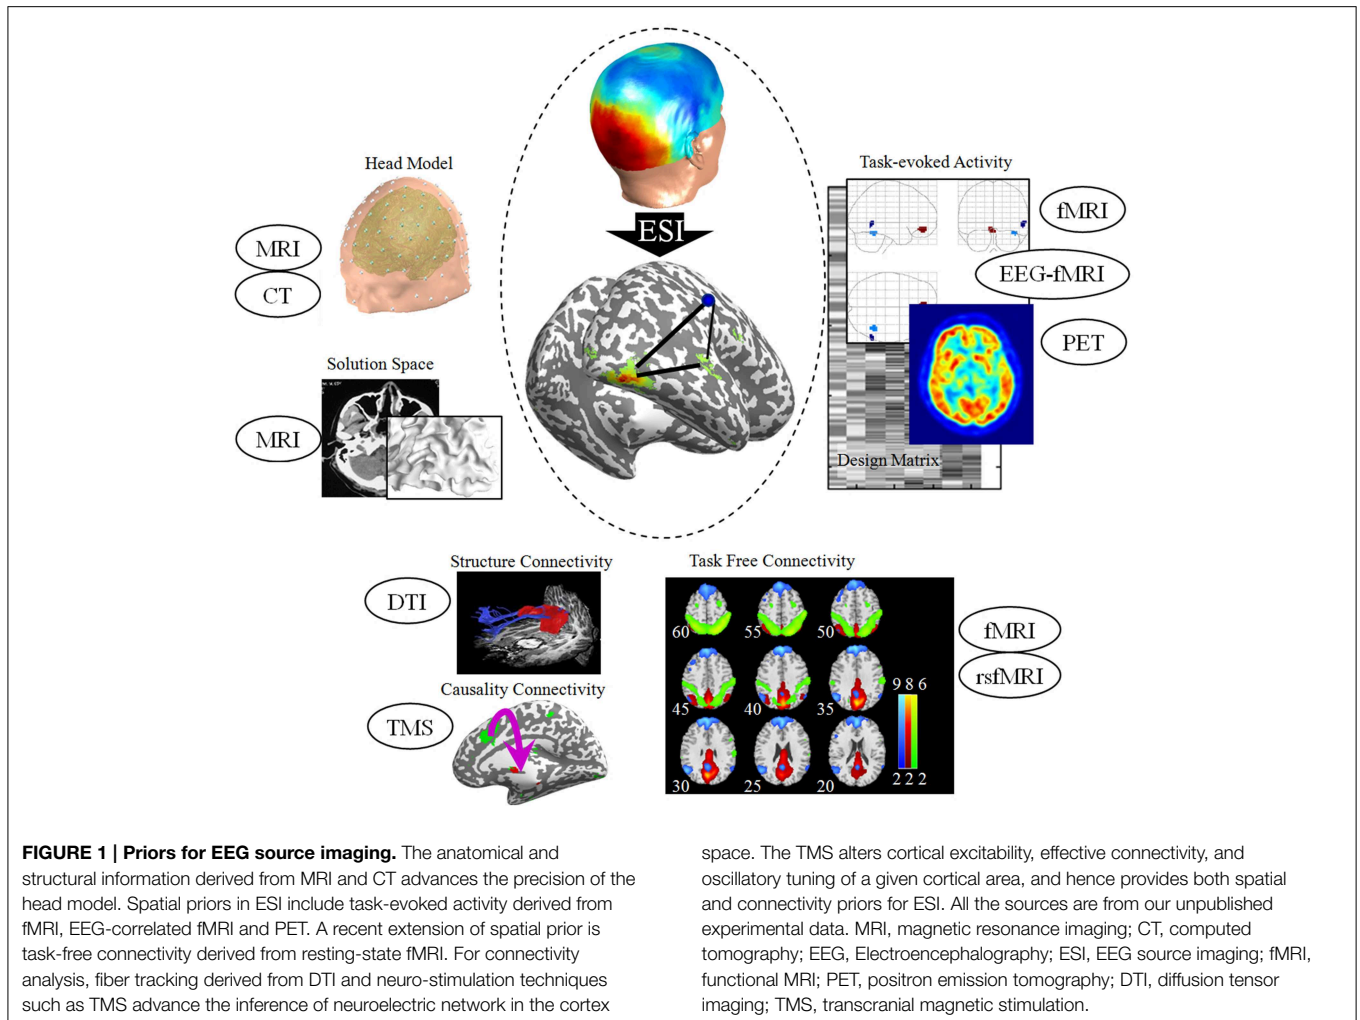 Head Model
MRI
CT
Solution Space
MRI
ESI
Task-evoked Activity
fMRI
EEG-fMRI
PET
Design Matrix
Structure Connectivity
DTI
Causality Connectivity
TMS
Task Free Connectivity
60 55 50
45 40 35
30 25 20
9 8 6
2 2 2
fMRI
rsfMRI
FIGURE 1 | Priors for EEG source imaging. The anatomical and
structural information derived from MRI and CT advances the precision of the
head model. Spatial priors in ESI include task-evoked activity derived from
fMRI, EEG-correlated fMRI and PET. A recent extension of spatial prior is
task-free connectivity derived from resting-state fMRI. For connectivity
analysis, fiber tracking derived from DTI and neuro-stimulation techniques
such as TMS advance the inference of neuroelectric network in the cortex
space. The TMS alters cortical excitability, effective connectivity, and
oscillatory tuning of a given cortical area, and hence provides both spatial
and connectivity priors for ESI. All the sources are from our unpublished
experimental data. MRI, magnetic resonance imaging; CT, computed
tomography; EEG, Electroencephalography; ESI, EEG source imaging; fMRI,
functional MRI; PET, positron emission tomography; DTI, diffusion tensor
imaging; TMS, transcranial magnetic stimulation.